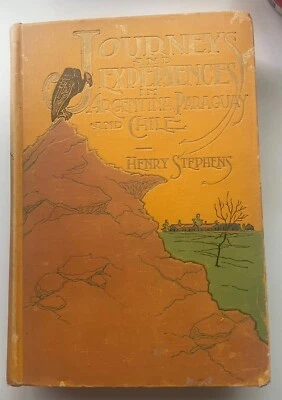 JOURNEYS
AND
EXPERIENCES
IN
ARGENTINE, PARAGUAY
AND CHILE
HENRY STEPHENS